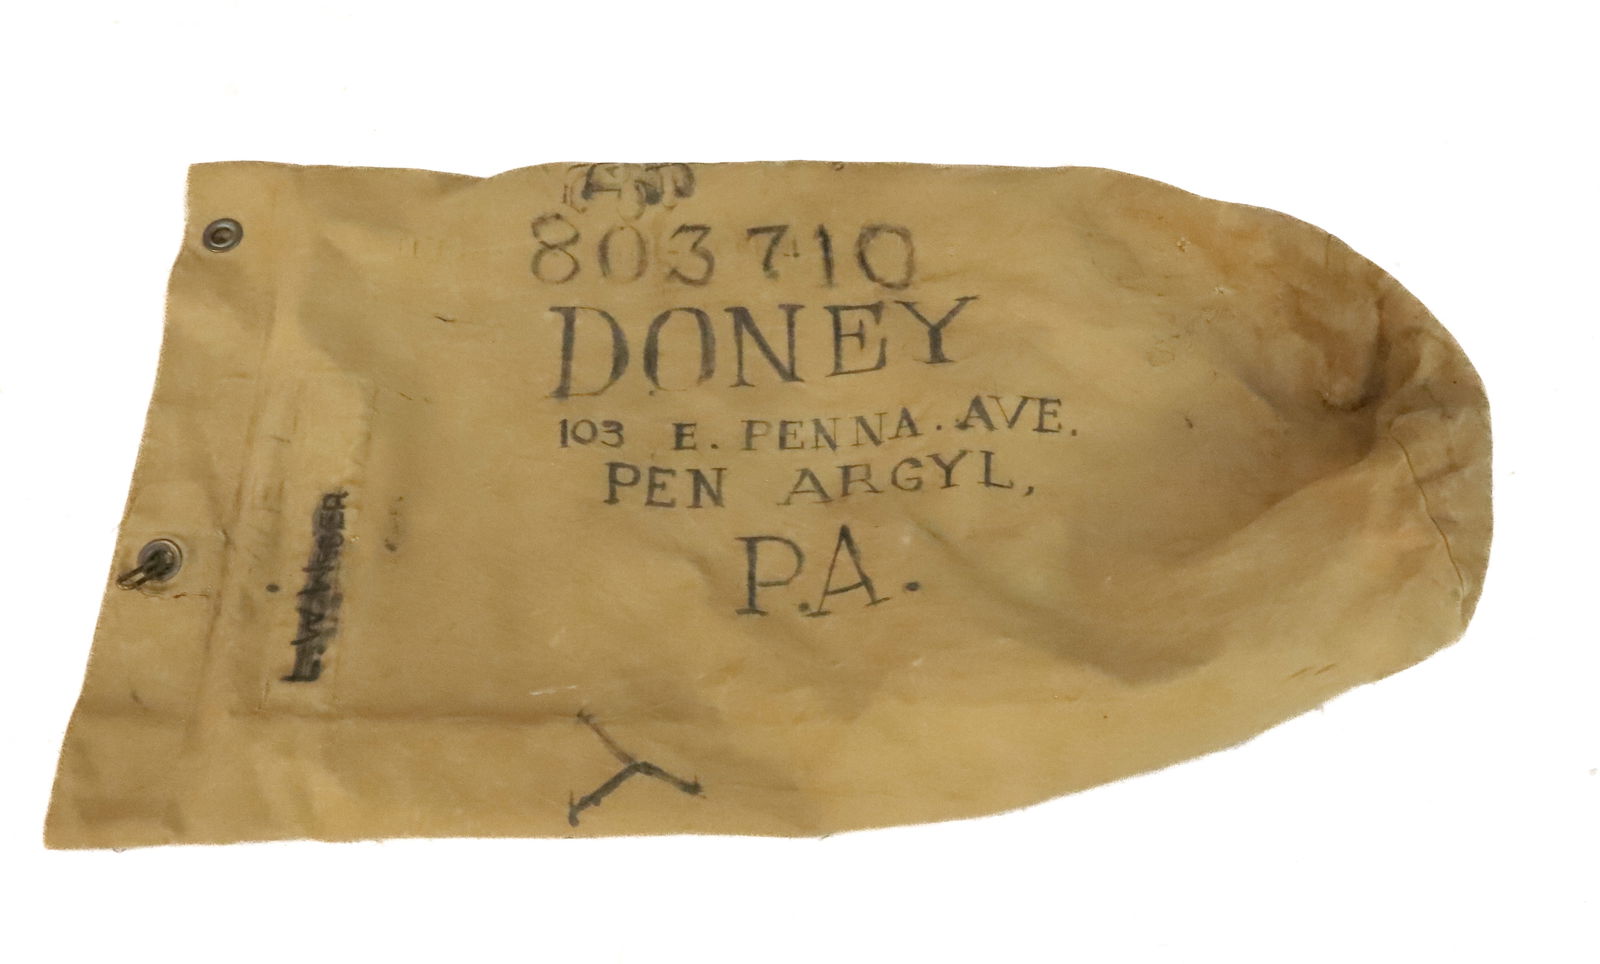 803710
DONEY
103 E. PENNA. AVE.
PEN ARGYL,
P.A.
Y